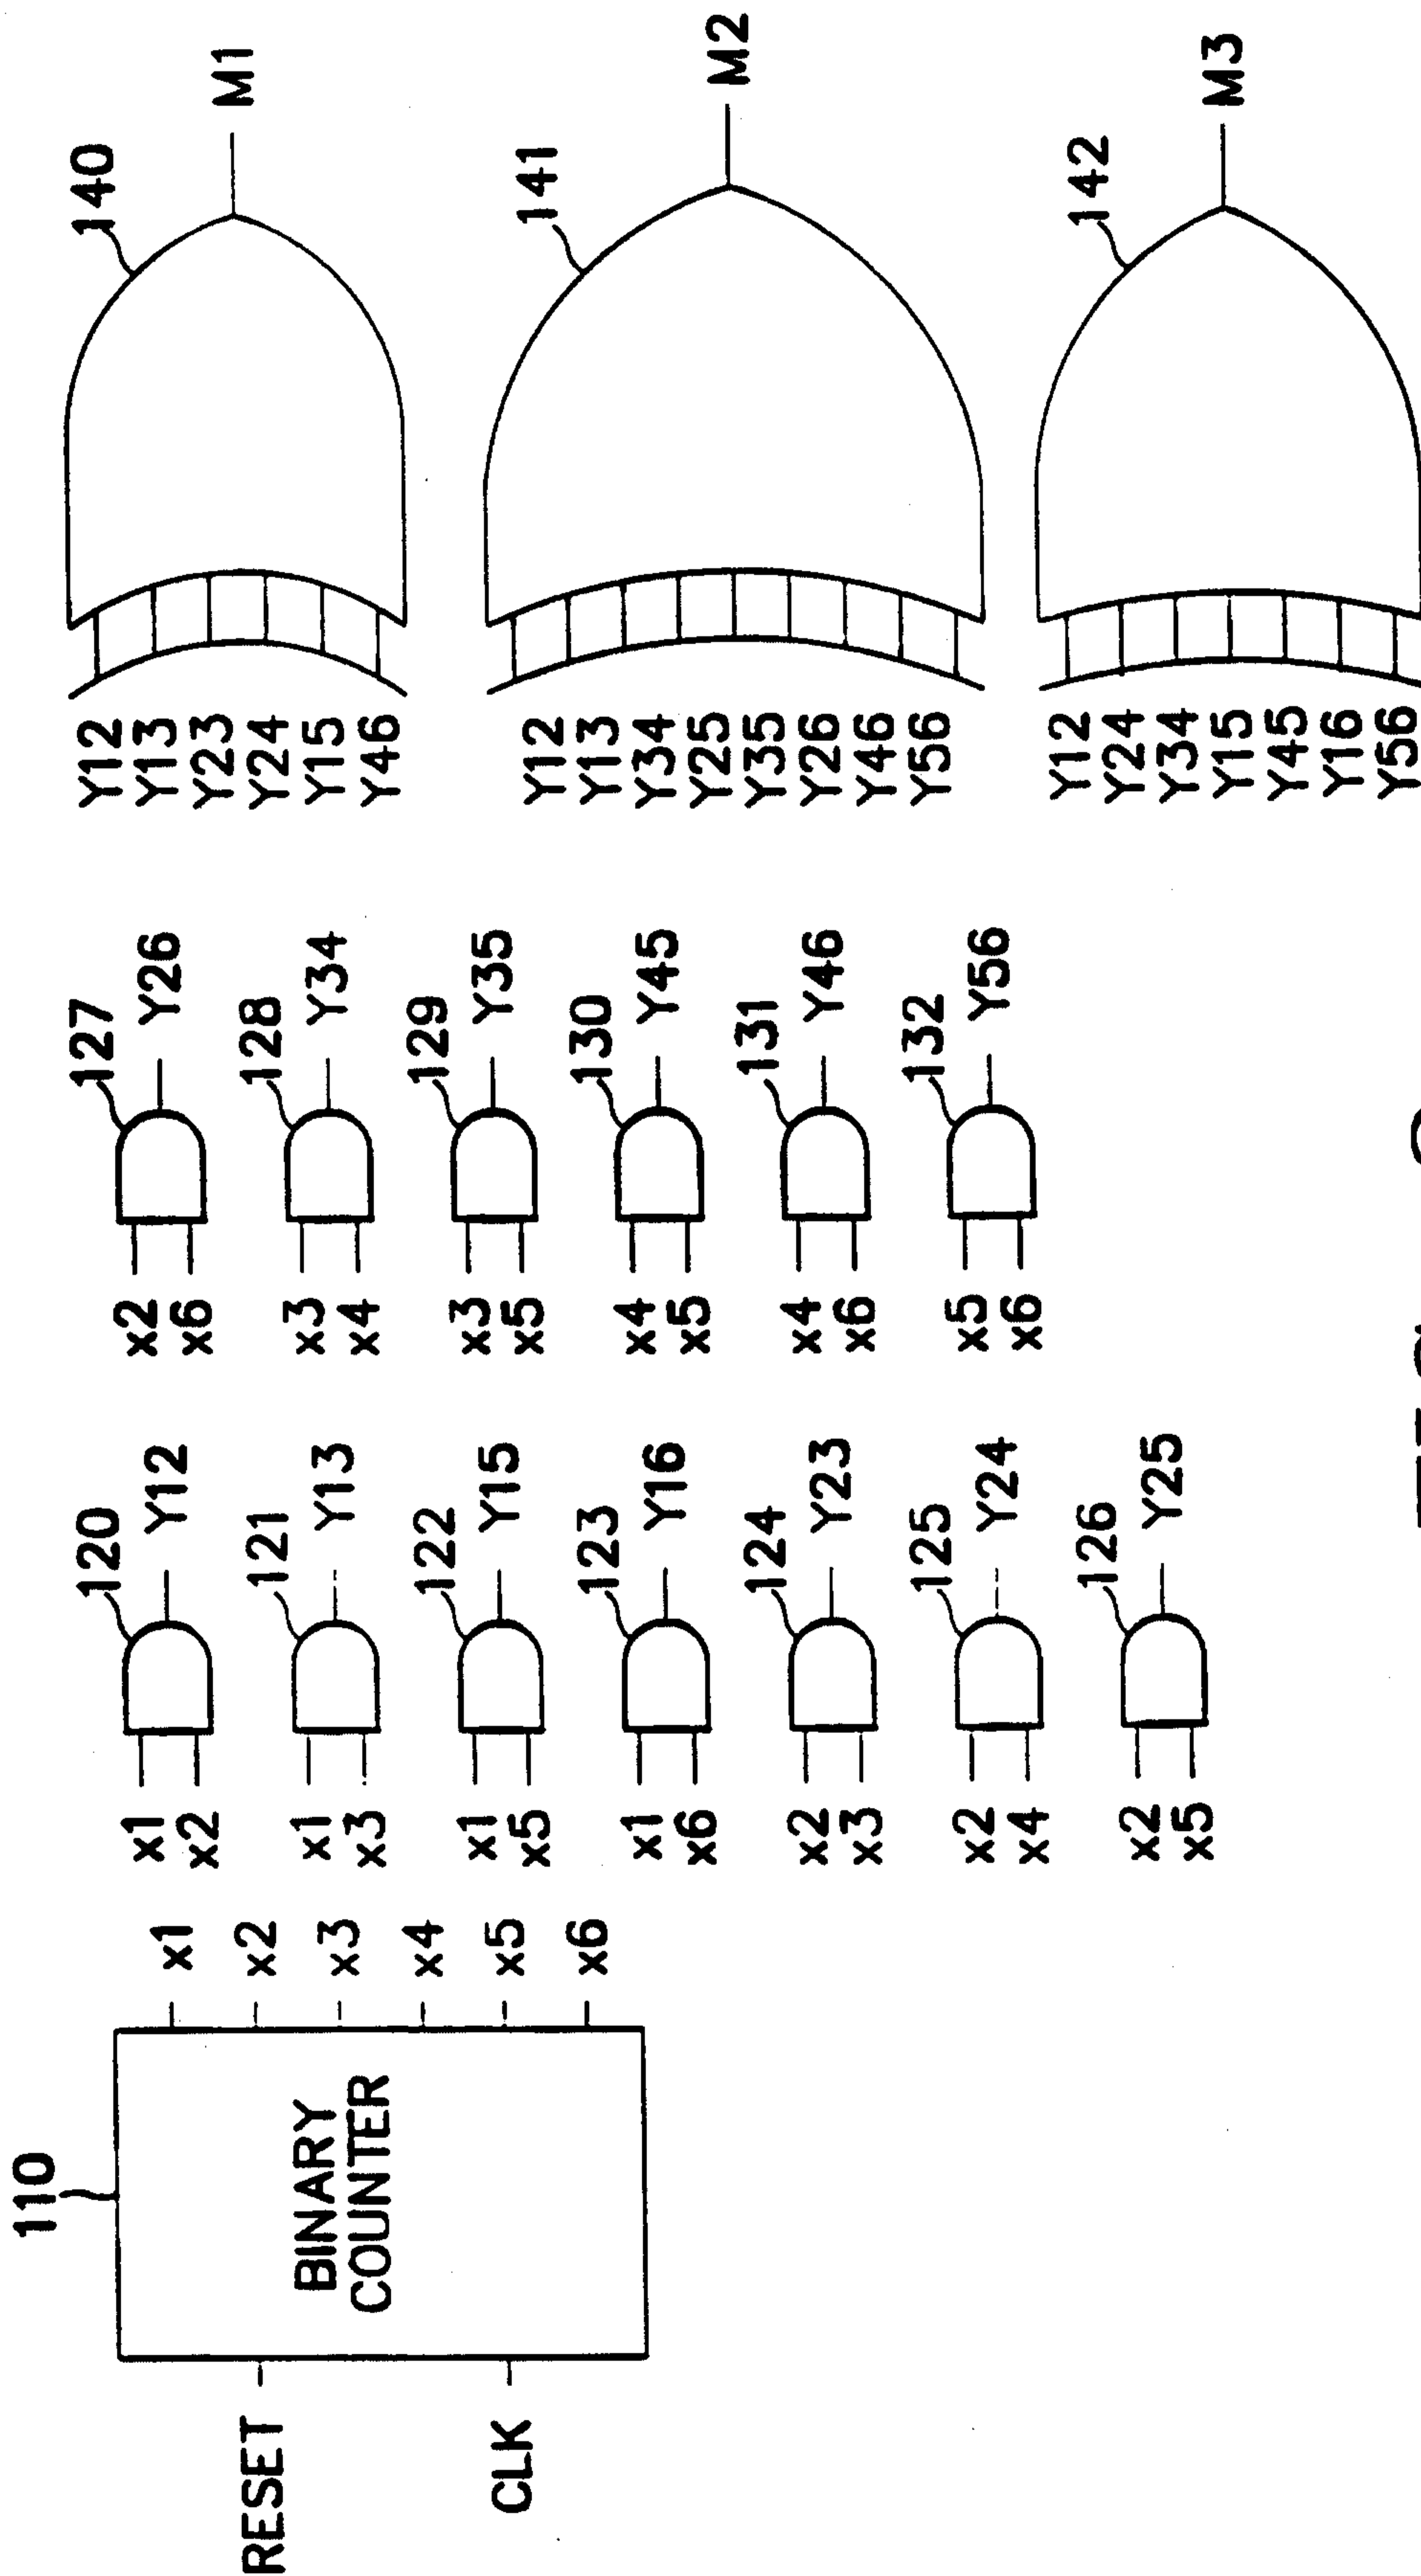 110
BINARY
COUNTER
RESET
CLK
x1
x2
x3
x4
x5
x6
x1
x2
120
Y12
x1
x3
121
Y13
x1
x5
122
Y15
x1
x6
123
Y16
x2
x3
124
Y23
x2
x4
125
Y24
x2
x5
126
Y25
x2
x6
127
Y26
x3
x4
128
Y34
x3
x5
129
Y35
x4
x5
130
Y45
x4
x6
131
Y46
x5
x6
132
Y56
Y12
Y13
Y23
Y24
Y15
Y46
140
M1
Y12
Y13
Y34
Y25
Y35
Y26
Y46
Y56
141
M2
Y12
Y24
Y34
Y15
Y45
Y16
Y56
142
M3